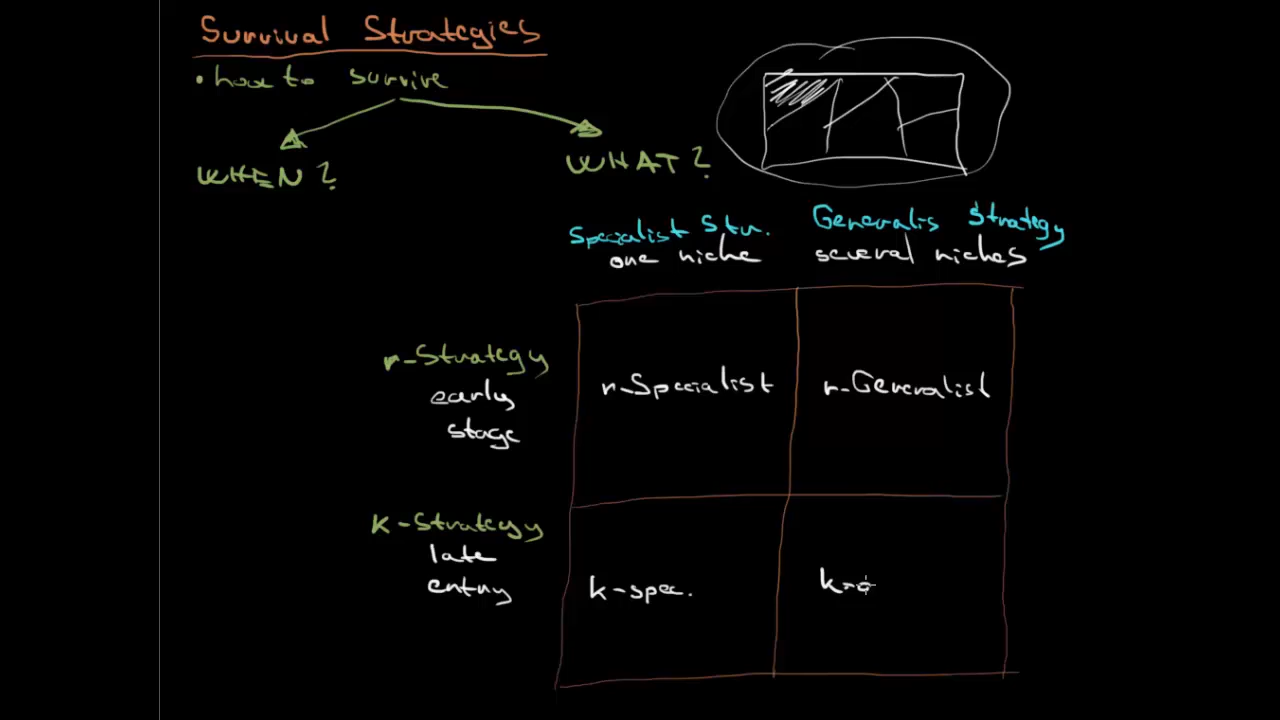 Survival Strategies
• how to survive
WHEN?
WHAT?
Specialist Str.
one niche
Generalis Strategy
several niches
r-Strategy
early
stage
r-Specialist
r-Generalist
K-Strategy
late
entry
k-spec.
k-